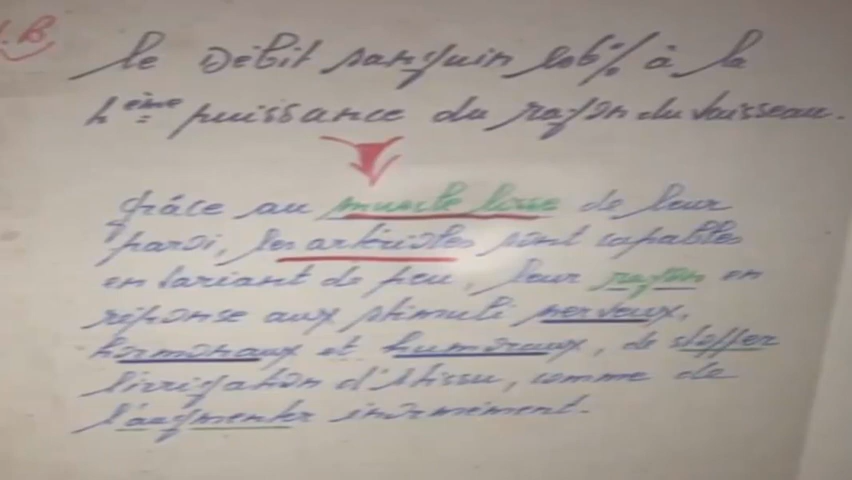 N.B
le Débit sanguin est % à la
4ème puissance du rayon du vaisseau.
grâce au muscle lisse de leur
paroi, les artérioles sont capables
en variant de peu, leur rayon en
réponse aux stimuli nerveux,
hormonaux et humoraux, de stopper
l'irrigation d'1 tissu, comme de
l'augmenter énormément.